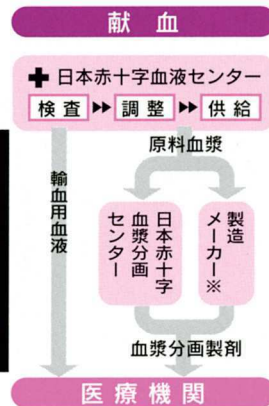 献血
✚日本赤十字血液センター
検査▶▶調整▶▶供給
原料血漿
輸血用血液
日本赤十字
血漿分画
センター
製造
メーカー※
血漿分画製剤
医療機関